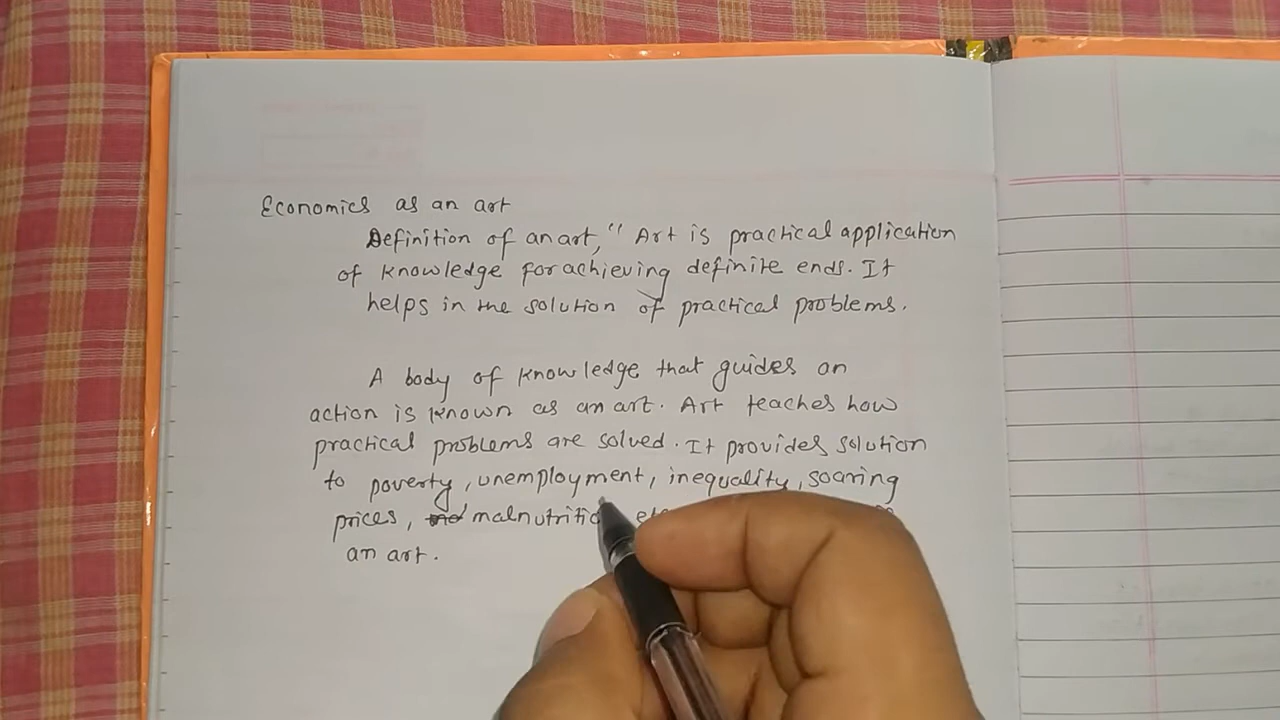 Economics as an art
Definition of an art, " Art is practical application
of knowledge for achieving definite ends. It
helps in the solution of practical problems.
A body of knowledge that guides an
action is known as an art. Art teaches how
practical problems are solved. It provides solution
to poverty, unemployment, inequality, soaring
prices, malnutrition
an art.